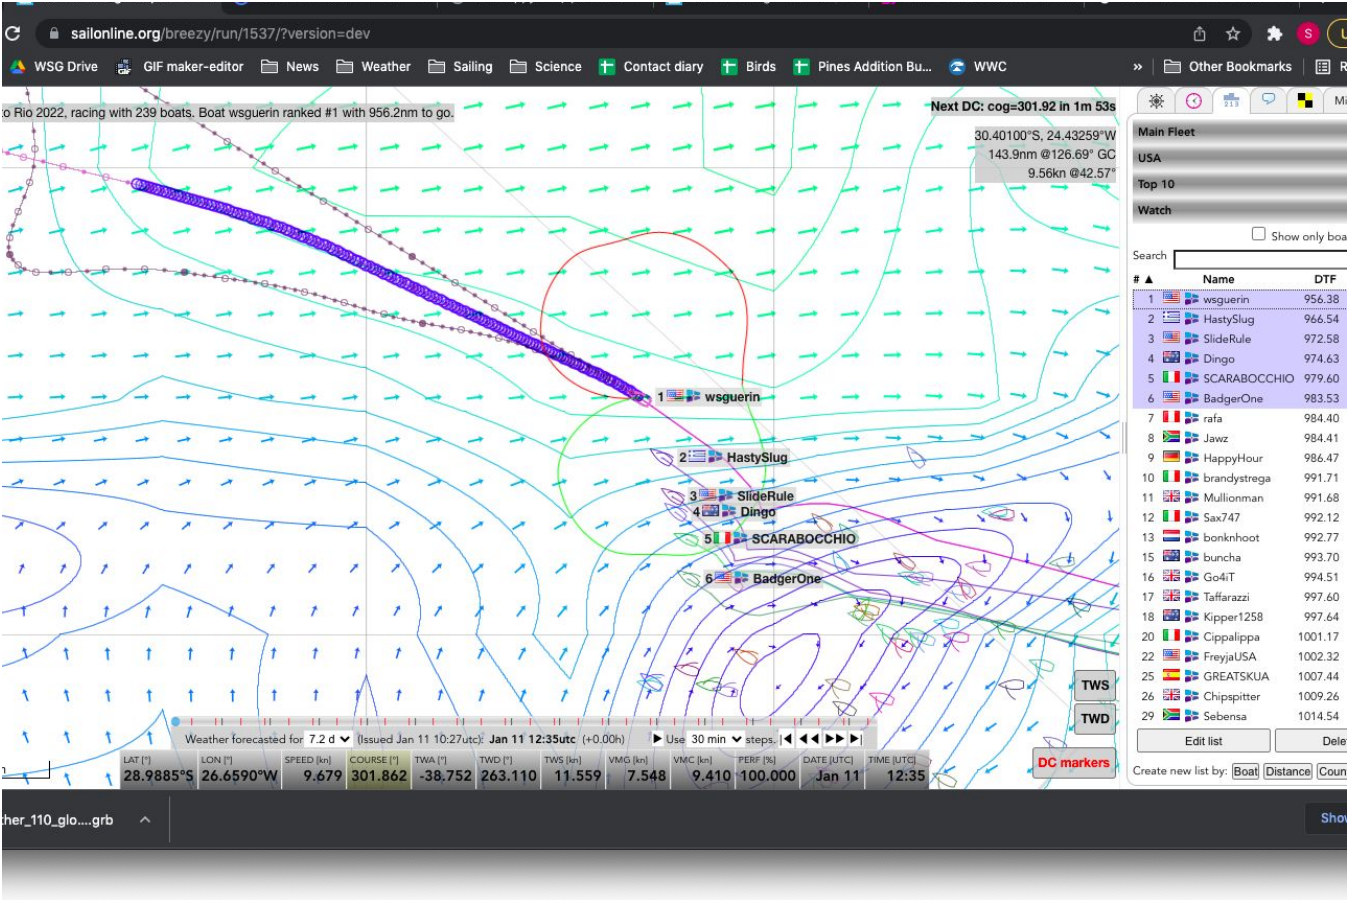 sailonline.org/breezy/run/1537/?version=dev
S
WSG Drive GIF maker-editor News Weather Sailing Science Contact diary Birds Pines Addition Bu... WWC » Other Bookmarks
o Rio 2022, racing with 239 boats. Boat wsguerin ranked #1 with 956.2nm to go.
Next DC: cog=301.92 in 1m 53s
30.40100°S, 24.43259°W
143.9nm @126.69° GC
9.56kn @42.57°
1 wsguerin
2 HastySlug
3 SlideRule
4 Dingo
5 SCARABOCCHIO
6 BadgerOne
TWS
TWD
DC markers
Weather forecasted for 7.2 d (Issued Jan 11 10:27utc): Jan 11 12:35utc (+0.00h) Use 30 min steps.
LAT [°] LON [°] SPEED [kn] COURSE [°] TWA [°] TWD [°] TWS [kn] VMG [kn] VMC [kn] PERF [%] DATE [UTC] TIME [UTC]
28.9885°S 26.6590°W 9.679 301.862 -38.752 263.110 11.559 7.548 9.410 100.000 Jan 11 12:35
Main Fleet
USA
Top 10
Watch
Show only boa
Search
# ▲ Name DTF
1 wsguerin 956.38
2 HastySlug 966.54
3 SlideRule 972.58
4 Dingo 974.63
5 SCARABOCCHIO 979.60
6 BadgerOne 983.53
7 rafa 984.40
8 Jawz 984.41
9 HappyHour 986.47
10 brandystrega 991.71
11 Mullionman 991.68
12 Sax747 992.12
13 bonknhoot 992.77
15 buncha 993.70
16 Go4iT 994.51
17 Taffarazzi 997.60
18 Kipper1258 997.64
20 Cippalippa 1001.17
22 FreyjaUSA 1002.32
25 GREATSKUA 1007.44
26 Chipspitter 1009.26
29 Sebensa 1014.54
Edit list Dele
Create new list by: Boat Distance Coun
ther_110_glo....grb
Show